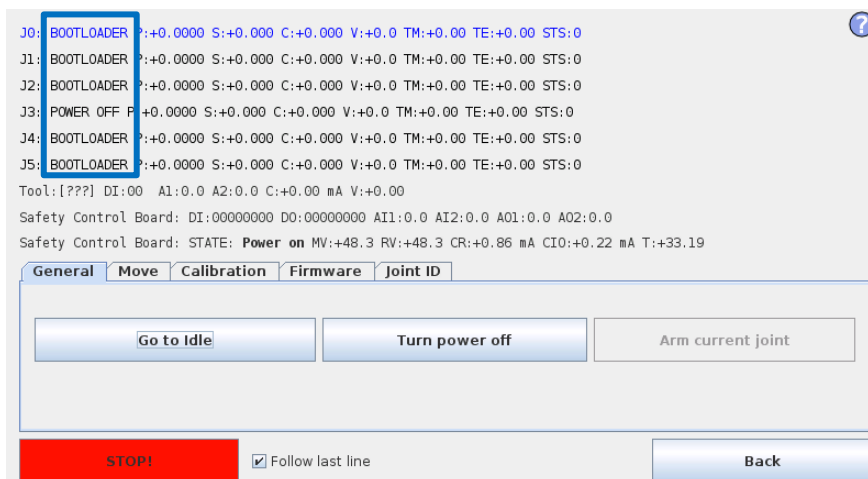 J0: BOOTLOADER P:+0.0000 S:+0.000 C:+0.000 V:+0.0 TM:+0.00 TE:+0.00 STS:0
?
J1: BOOTLOADER P:+0.0000 S:+0.000 C:+0.000 V:+0.0 TM:+0.00 TE:+0.00 STS:0
J2: BOOTLOADER P:+0.0000 S:+0.000 C:+0.000 V:+0.0 TM:+0.00 TE:+0.00 STS:0
J3: POWER OFF P:+0.0000 S:+0.000 C:+0.000 V:+0.0 TM:+0.00 TE:+0.00 STS:0
J4: BOOTLOADER P:+0.0000 S:+0.000 C:+0.000 V:+0.0 TM:+0.00 TE:+0.00 STS:0
J5: BOOTLOADER P:+0.0000 S:+0.000 C:+0.000 V:+0.0 TM:+0.00 TE:+0.00 STS:0
Tool:[???] DI:00 A1:0.0 A2:0.0 C:+0.00 mA V:+0.00
Safety Control Board: DI:00000000 DO:00000000 AI1:0.0 AI2:0.0 AO1:0.0 AO2:0.0
Safety Control Board: STATE: Power on MV:+48.3 RV:+48.3 CR:+0.86 mA CIO:+0.22 mA T:+33.19
General Move Calibration Firmware Joint ID
Go to Idle Turn power off Arm current joint
STOP! Follow last line Back